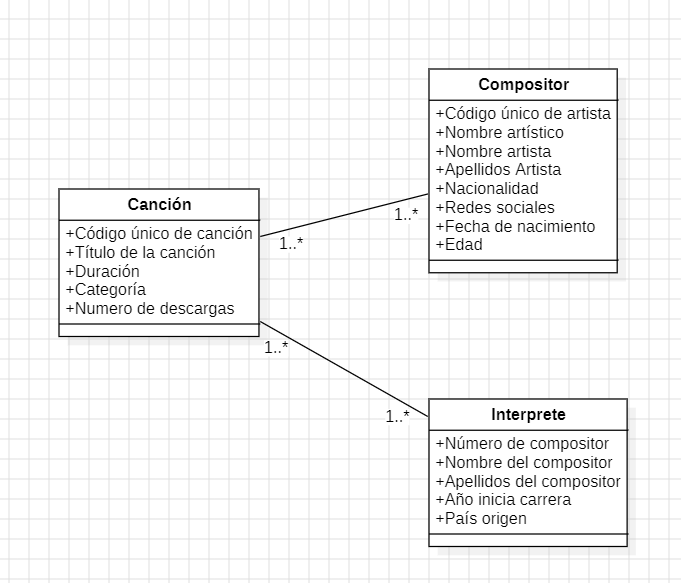 Compositor
+Código único de artista
+Nombre artístico
+Nombre artista
+Apellidos Artista
+Nacionalidad
+Redes sociales
+Fecha de nacimiento
+Edad
Canción
+Código único de canción
+Título de la canción
+Duración
+Categoría
+Numero de descargas
1..*
1..*
1..*
1..*
Interprete
+Número de compositor
+Nombre del compositor
+Apellidos del compositor
+Año inicia carrera
+País origen